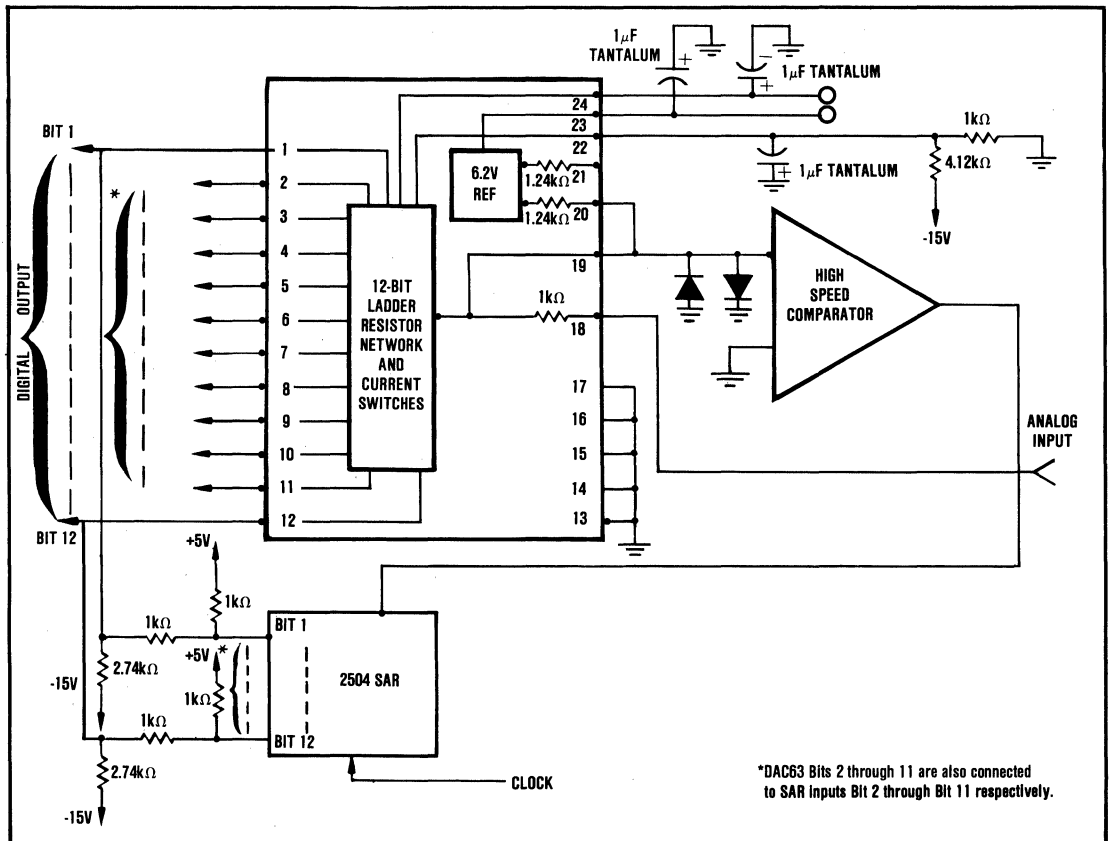 1μF
TANTALUM
1μF TANTALUM
24
23
22
21
20
19
18
17
16
15
14
13
1kΩ
4.12kΩ
1μF TANTALUM
-15V
BIT 1
1
2
3
4
5
6
7
8
9
10
11
12
*
DIGITAL OUTPUT
BIT 12
6.2V
REF
1.24kΩ
1.24kΩ
12-BIT
LADDER
RESISTOR
NETWORK
AND
CURRENT
SWITCHES
1kΩ
HIGH
SPEED
COMPARATOR
ANALOG
INPUT
+5V
1kΩ
1kΩ
BIT 1
2.74kΩ
+5V *
2504 SAR
-15V
1kΩ
1kΩ
BIT 12
2.74kΩ
-15V
CLOCK
*DAC63 Bits 2 through 11 are also connected
to SAR inputs Bit 2 through Bit 11 respectively.